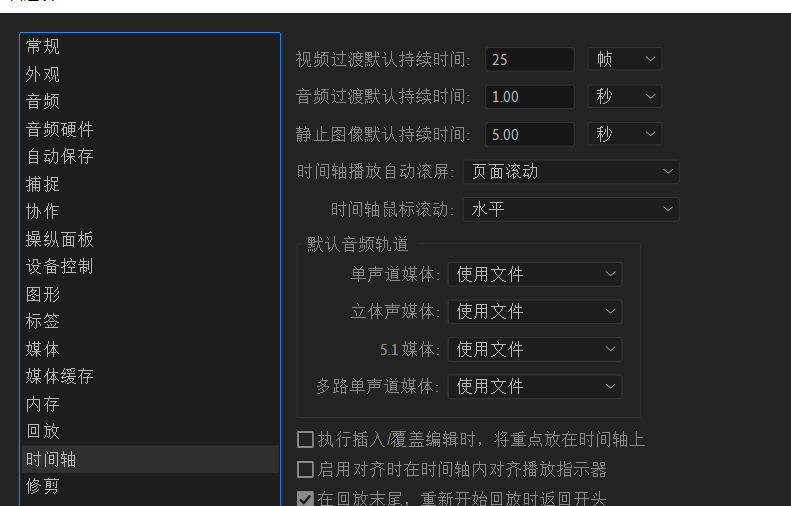 常规
外观
音频
音频硬件
自动保存
捕捉
协作
操纵面板
设备控制
图形
标签
媒体
媒体缓存
内存
回放
时间轴
修剪
视频过渡默认持续时间: 25 帧
音频过渡默认持续时间: 1.00 秒
静止图像默认持续时间: 5.00 秒
时间轴播放自动滚屏: 页面滚动
时间轴鼠标滚动: 水平
默认音频轨道
单声道媒体: 使用文件
立体声媒体: 使用文件
5.1媒体: 使用文件
多路单声道媒体: 使用文件
执行插入/覆盖编辑时，将重点放在时间轴上
启用对齐时在时间轴内对齐播放指示器
在回放末尾，重新开始回放时返回开头